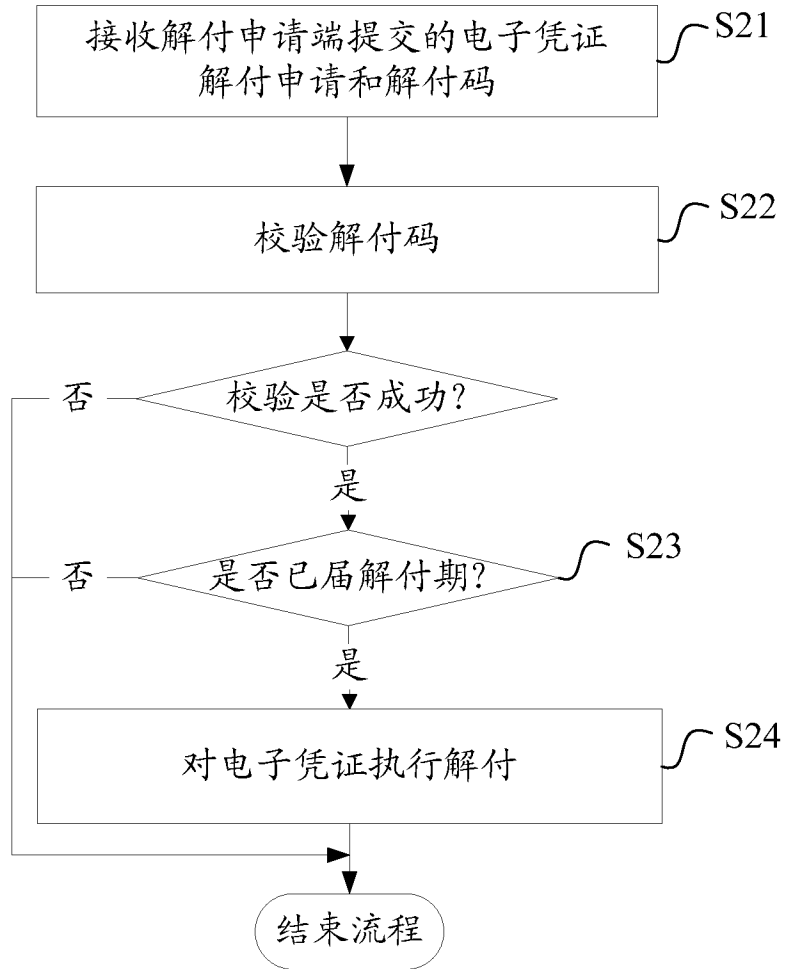 接收解付申请端提交的电子凭证
解付申请和解付码
S21
校验解付码
S22
校验是否成功？
否
是
是否已届解付期？
S23
否
是
对电子凭证执行解付
S24
结束流程